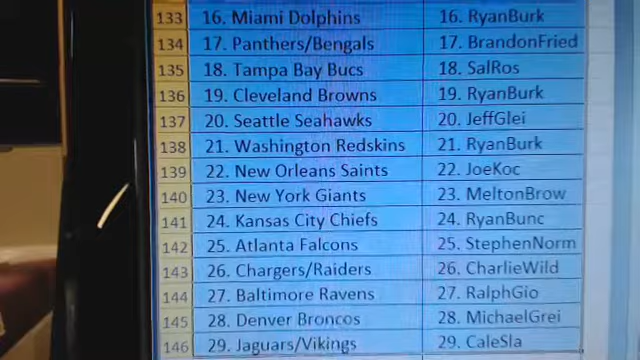 133 16. Miami Dolphins 16. RyanBurk
134 17. Panthers/Bengals 17. BrandonFried
135 18. Tampa Bay Bucs 18. SalRos
136 19. Cleveland Browns 19. RyanBurk
137 20. Seattle Seahawks 20. JeffGlei
138 21. Washington Redskins 21. RyanBurk
139 22. New Orleans Saints 22. JoeKoc
140 23. New York Giants 23. MeltonBrow
141 24. Kansas City Chiefs 24. RyanBunc
142 25. Atlanta Falcons 25. StephenNorm
143 26. Chargers/Raiders 26. CharlieWild
144 27. Baltimore Ravens 27. RalphGio
145 28. Denver Broncos 28. MichaelGrei
146 29. Jaguars/Vikings 29. CaleSla